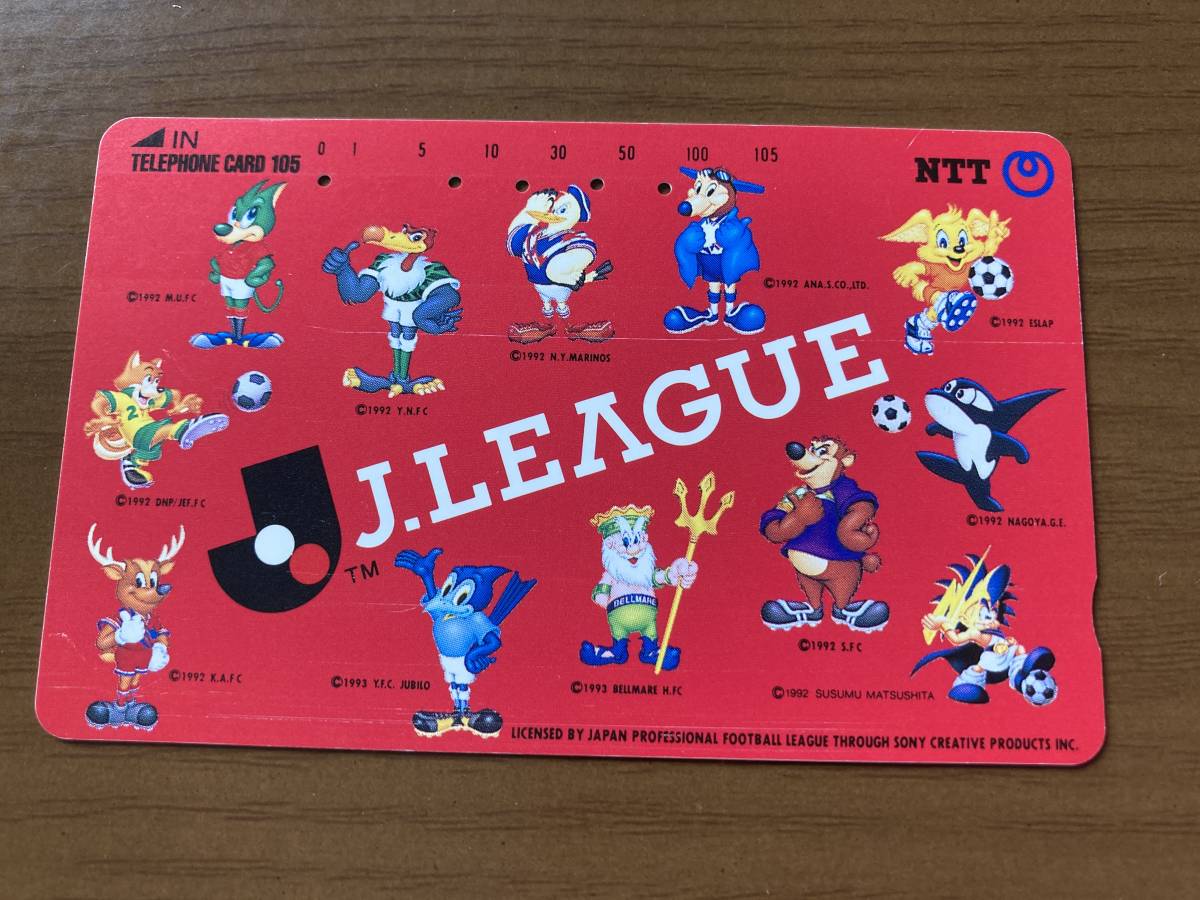 IN
TELEPHONE CARD 105
0 1 5 10 30 50 100 105
NTT
©1992 M.U.F.C
©1992 Y.N.F.C
©1992 N.Y.MARINOS
©1992 ANA.S.CO.,LTD.
©1992 ESLAP
©1992 DNP/JEF.F.C
2
J.LEAGUE
TM
©1992 NAGOYA.G.E.
©1992 K.A.F.C
©1993 Y.F.C. JUBILO
BELLMARE
©1993 BELLMARE H.FC
©1992 S.F.C
©1992 SUSUMU MATSUSHITA
LICENSED BY JAPAN PROFESSIONAL FOOTBALL LEAGUE THROUGH SONY CREATIVE PRODUCTS INC.